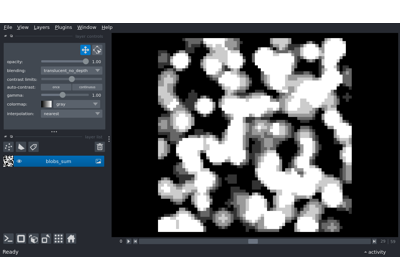 File View Layers Plugins Window Help
opacity: 1.00
blending: translucent_no_depth
contrast limits:
auto-contrast: once continuous
gamma: 1.00
colormap: gray
interpolation: nearest
blobs_sum
Ready activity